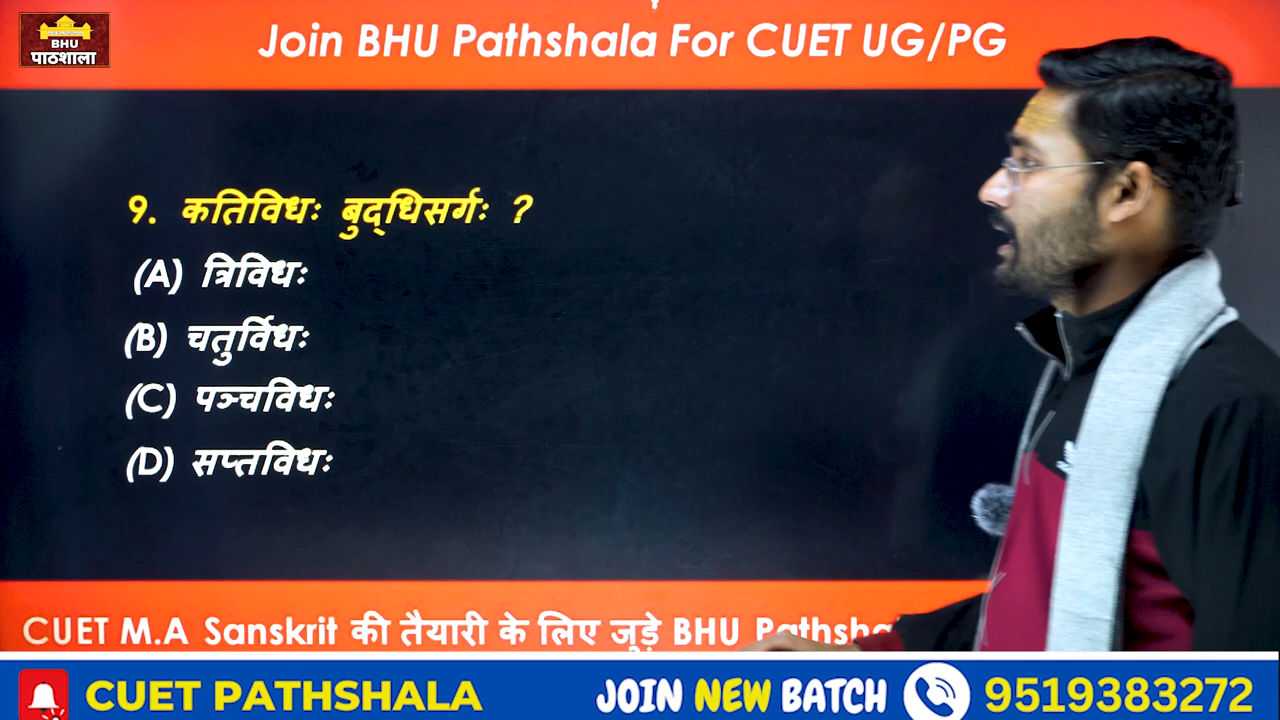 BHU
पाठशाला
Join BHU Pathshala For CUET UG/PG
9. कतिविधः बुद्धिसर्गः ?
(A) त्रिविधः
(B) चतुर्विधः
(C) पञ्चविधः
(D) सप्तविधः
CUET M.A Sanskrit की तैयारी के लिए जुड़े BHU Pathsha
CUET PATHSHALA
JOIN NEW BATCH
9519383272